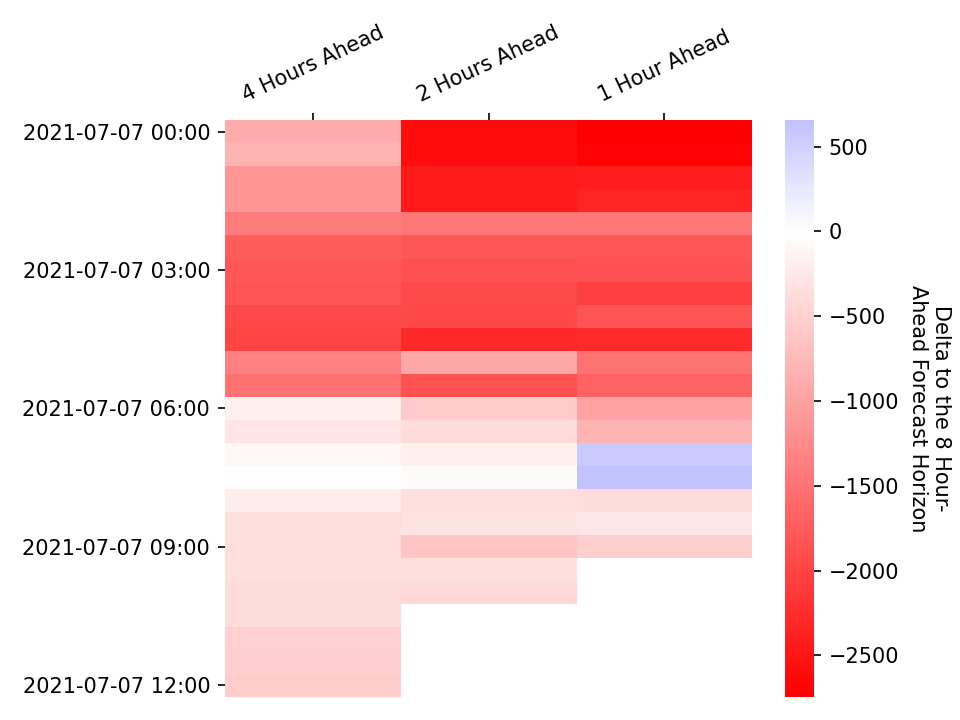 4 Hours Ahead
2 Hours Ahead
1 Hour Ahead
2021-07-07 00:00
2021-07-07 03:00
2021-07-07 06:00
2021-07-07 09:00
2021-07-07 12:00
500
0
−500
−1000
−1500
−2000
−2500
Delta to the 8 Hour-
Ahead Forecast Horizon